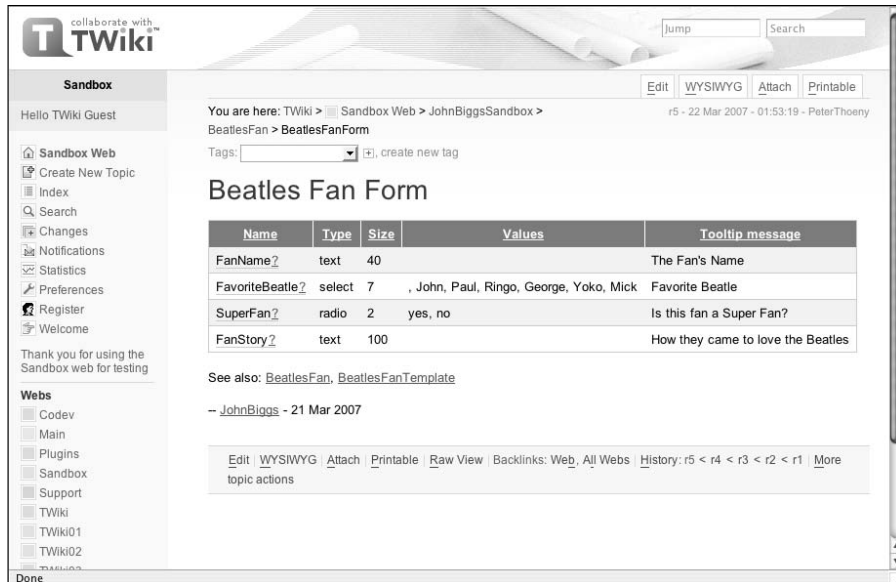 collaborate with
TWiki™
Jump
Search
Sandbox
Edit WYSIWYG Attach Printable
Hello TWiki Guest
You are here: TWiki > Sandbox Web > JohnBiggsSandbox >
BeatlesFan > BeatlesFanForm
r5 - 22 Mar 2007 - 01:53:19 - PeterThoeny
Tags: , create new tag
Sandbox Web
Create New Topic
Index
Search
Changes
Notifications
Statistics
Preferences
Register
Welcome
Thank you for using the
Sandbox web for testing
Webs
Codev
Main
Plugins
Sandbox
Support
TWiki
TWiki01
TWiki02
TWiki03
Beatles Fan Form
Name Type Size Values Tooltip message
FanName? text 40 The Fan's Name
FavoriteBeatle? select 7 , John, Paul, Ringo, George, Yoko, Mick Favorite Beatle
SuperFan? radio 2 yes, no Is this fan a Super Fan?
FanStory? text 100 How they came to love the Beatles
See also: BeatlesFan, BeatlesFanTemplate
-- JohnBiggs - 21 Mar 2007
Edit | WYSIWYG | Attach | Printable | Raw View | Backlinks: Web, All Webs | History: r5 < r4 < r3 < r2 < r1 | More
topic actions
Done